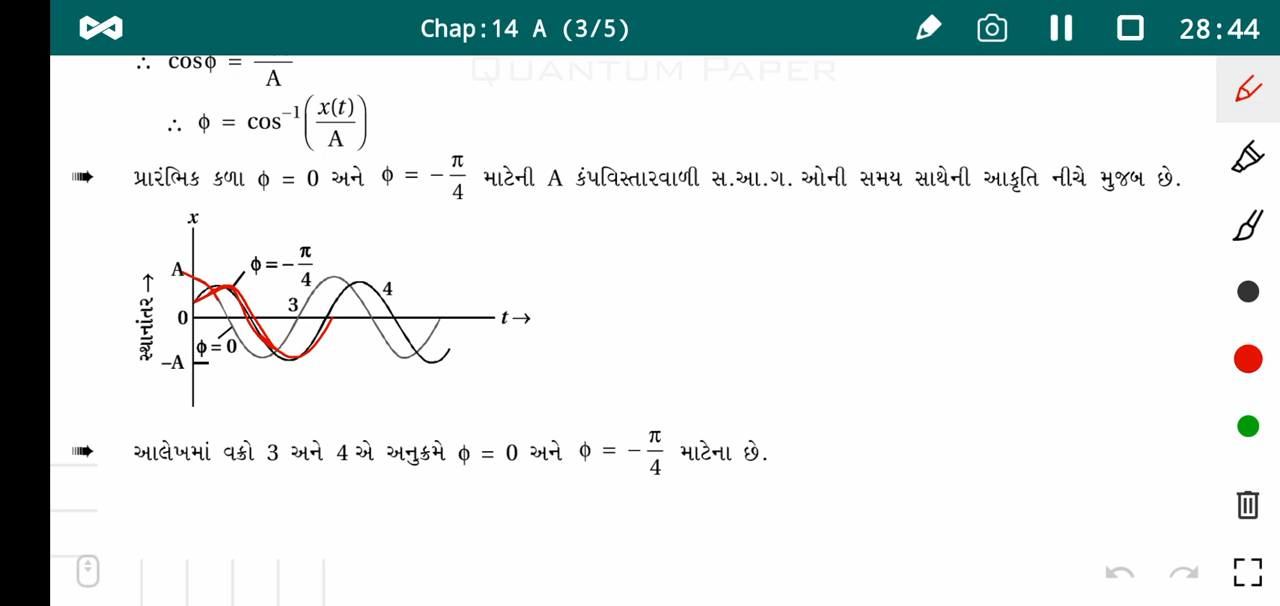 Chap:14 A (3/5)
28:44
QUANTUM PAPER
∴ cosϕ = ―/A
∴ ϕ = cos⁻¹(x(t)/A)
પ્રારંભિક કળા ϕ = 0 અને ϕ = −π/4 માટેની A કંપવિસ્તારવાળી સ.આ.ગ. ઓની સમય સાથેની આકૃતિ નીચે મુજબ છે.
x
ϕ = −π/4
A
3
4
સ્થાનાંતર →
0
t →
ϕ = 0
−A
આલેખમાં વક્રો 3 અને 4 એ અનુક્રમે ϕ = 0 અને ϕ = −π/4 માટેના છે.